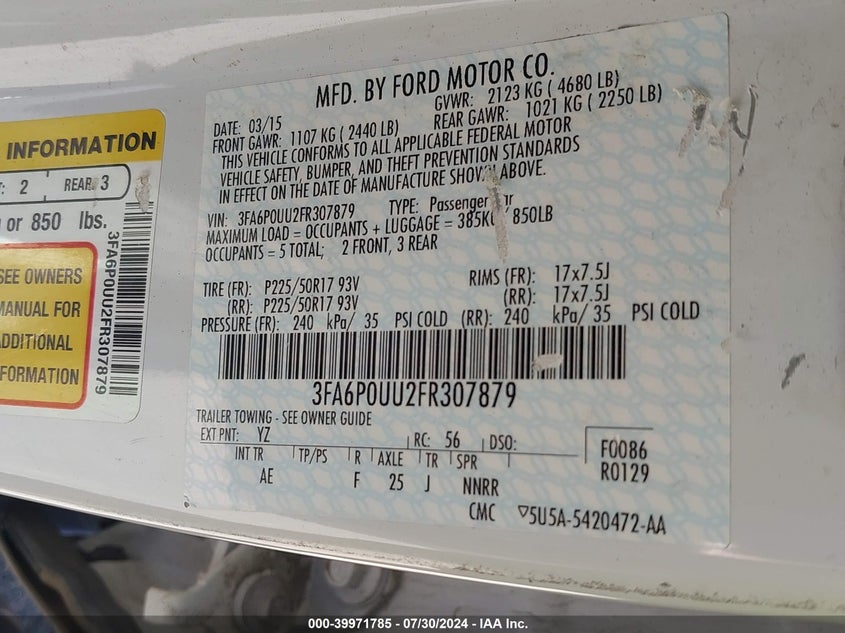 INFORMATION
: 2 REAR 3
or 850 lbs.
SEE OWNERS
MANUAL FOR
ADDITIONAL
FORMATION
3FA6P0UU2FR307879
MFD. BY FORD MOTOR CO.
DATE: 03/15 GVWR: 2123 KG ( 4680 LB)
FRONT GAWR: 1107 KG ( 2440 LB) REAR GAWR: 1021 KG ( 2250 LB)
THIS VEHICLE CONFORMS TO ALL APPLICABLE FEDERAL MOTOR
VEHICLE SAFETY, BUMPER, AND THEFT PREVENTION STANDARDS
IN EFFECT ON THE DATE OF MANUFACTURE SHOWN ABOVE.
VIN: 3FA6P0UU2FR307879 TYPE: Passenger Car
MAXIMUM LOAD = OCCUPANTS + LUGGAGE = 385KG / 850LB
OCCUPANTS = 5 TOTAL; 2 FRONT, 3 REAR
TIRE (FR): P225/50R17 93V RIMS (FR): 17x7.5J
(RR): P225/50R17 93V (RR): 17x7.5J
PRESSURE (FR): 240 kPa/ 35 PSI COLD (RR): 240 kPa/ 35 PSI COLD
3FA6P0UU2FR307879
TRAILER TOWING - SEE OWNER GUIDE
EXT PNT: YZ RC: 56 DSO:
INT TR TP/PS R AXLE TR SPR
AE F 25 J NNRR
F0086
R0129
CMC ▽5U5A-5420472-AA
000-39971785 - 07/30/2024 - IAA Inc.